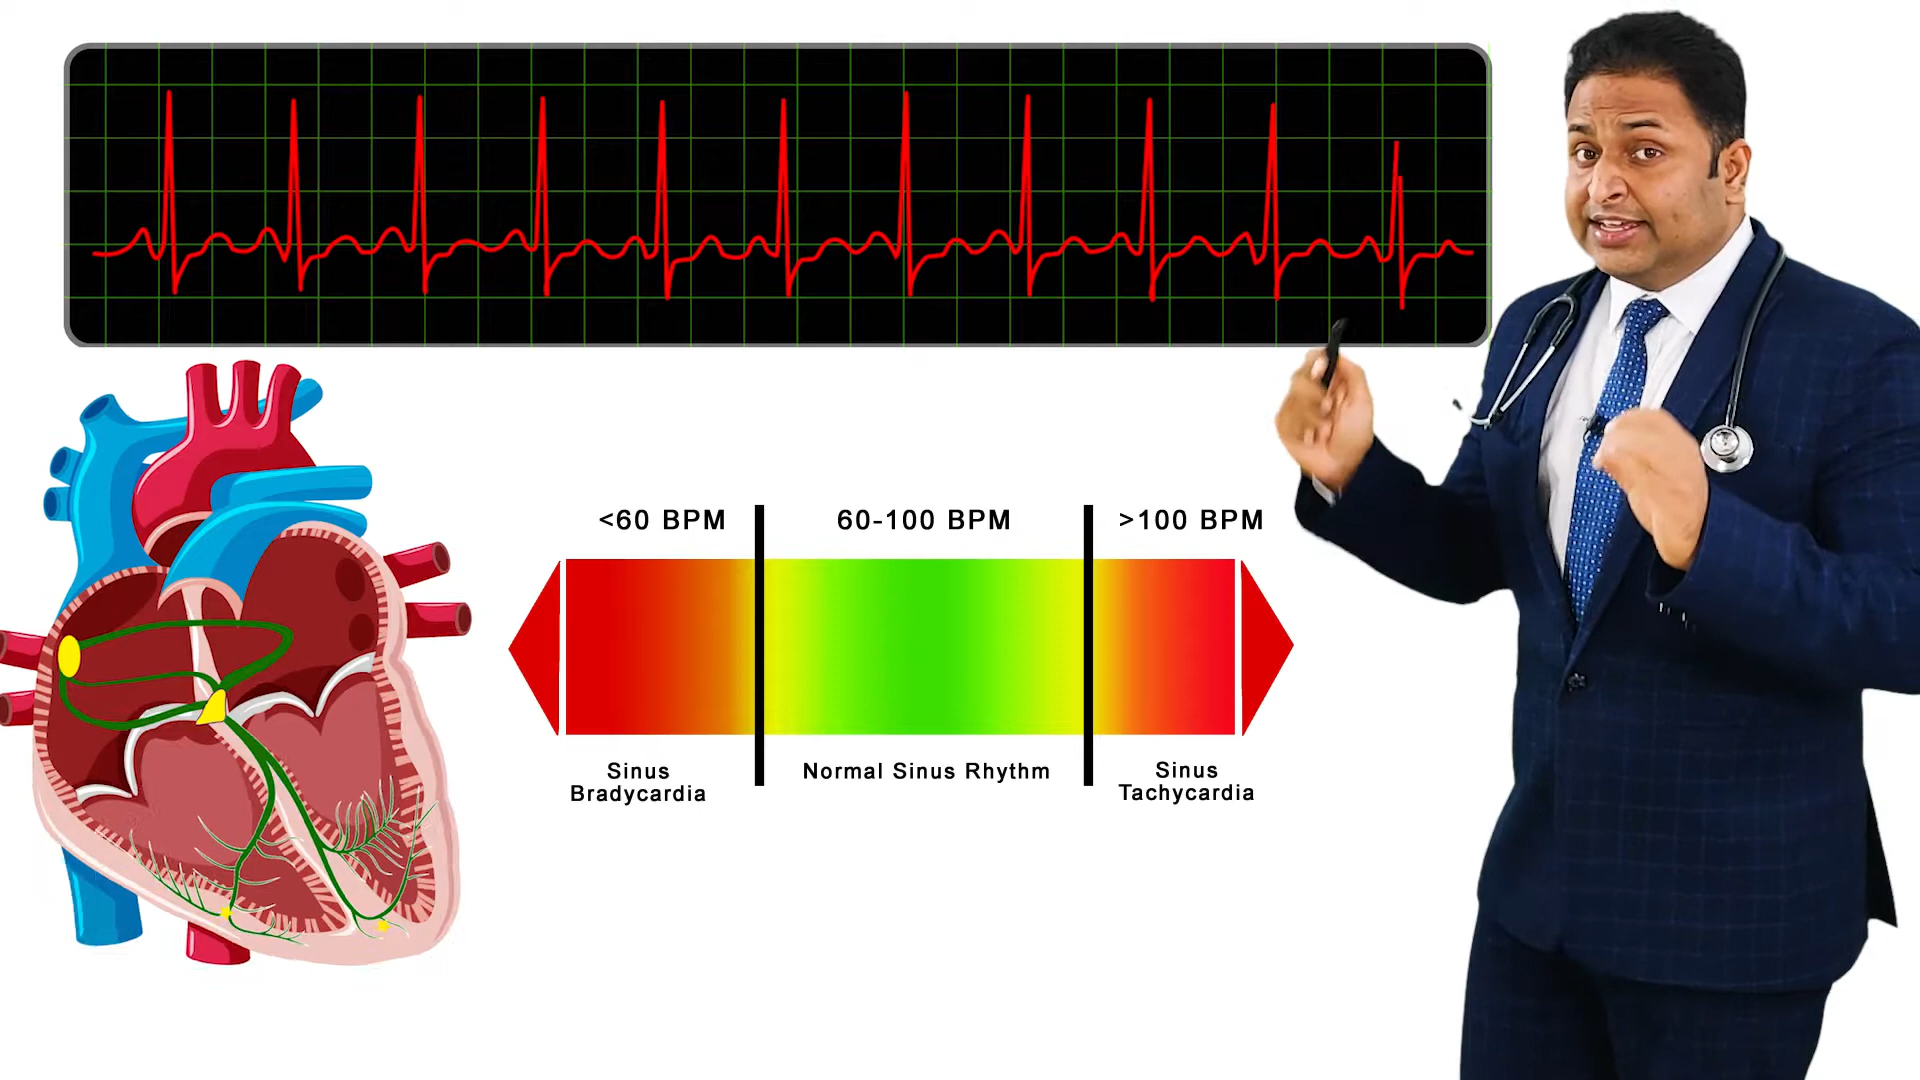 <60 BPM
60-100 BPM
>100 BPM
Sinus
Bradycardia
Normal Sinus Rhythm
Sinus
Tachycardia